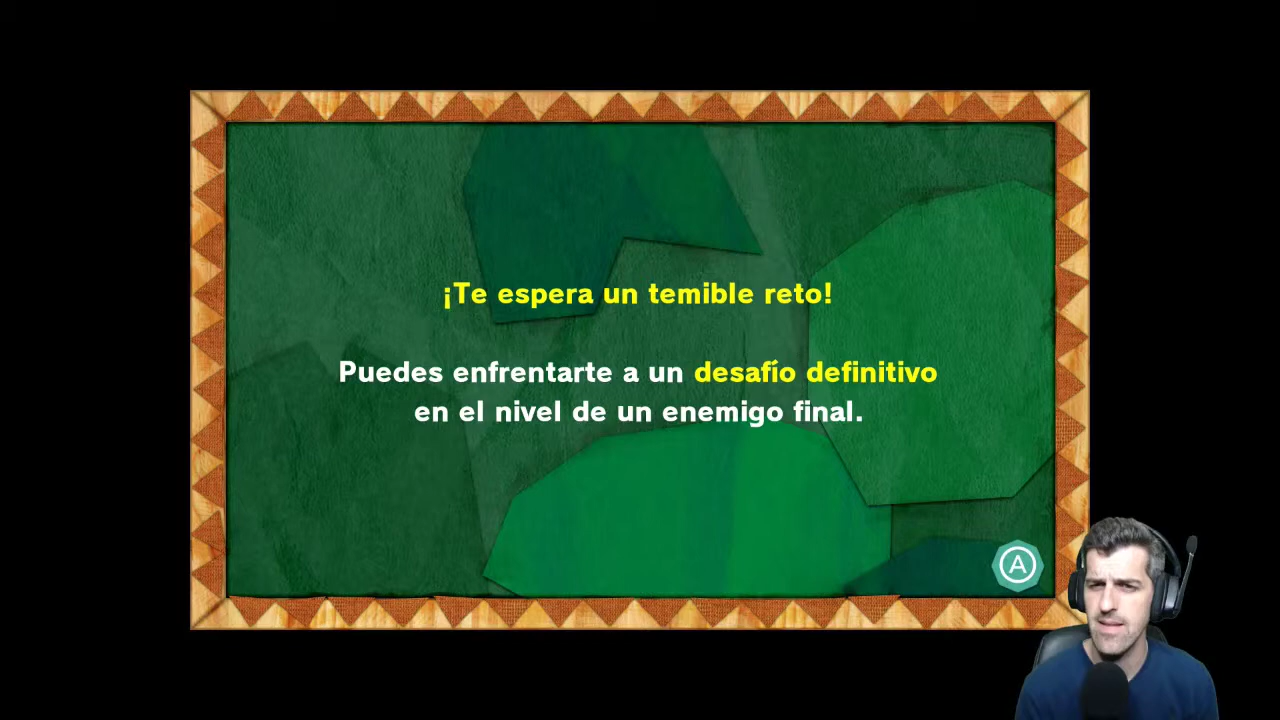 ¡Te espera un temible reto!
Puedes enfrentarte a un desafío definitivo
en el nivel de un enemigo final.
A